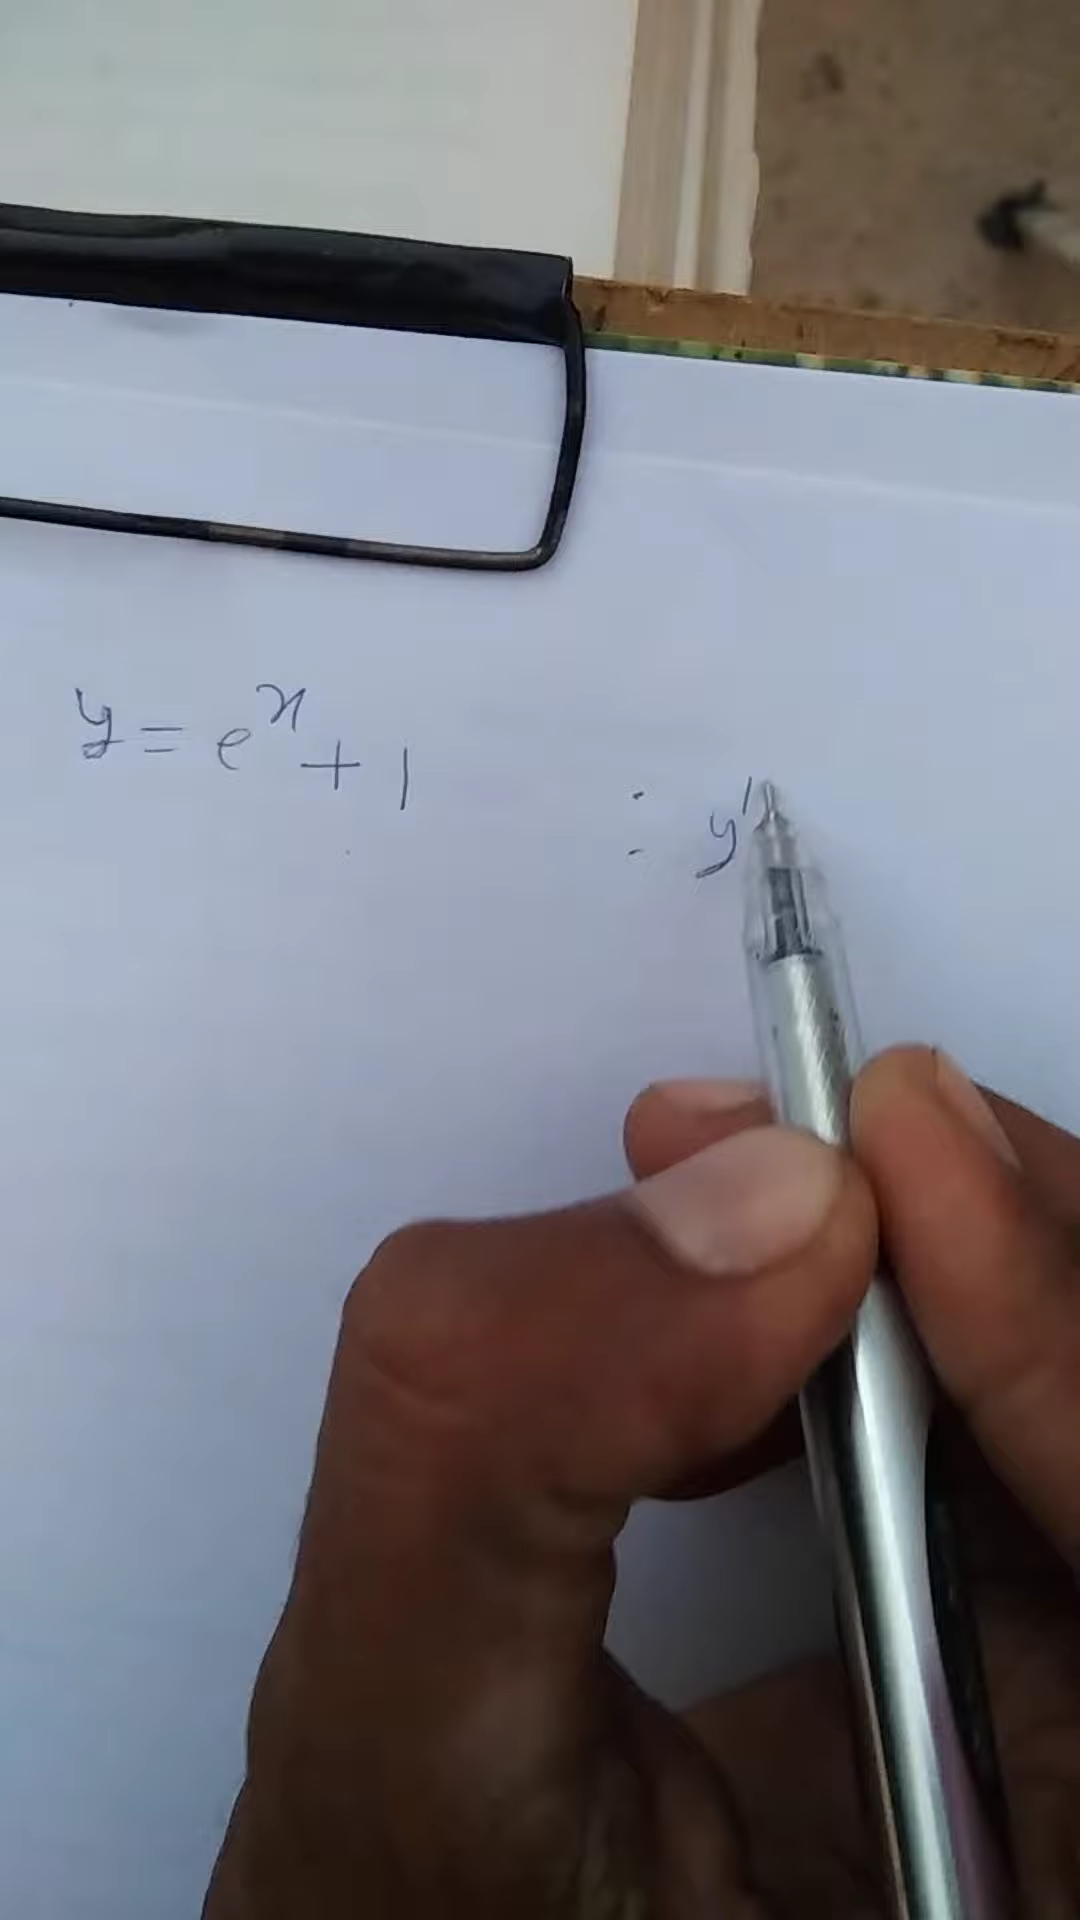 y = e^x + 1 : y'